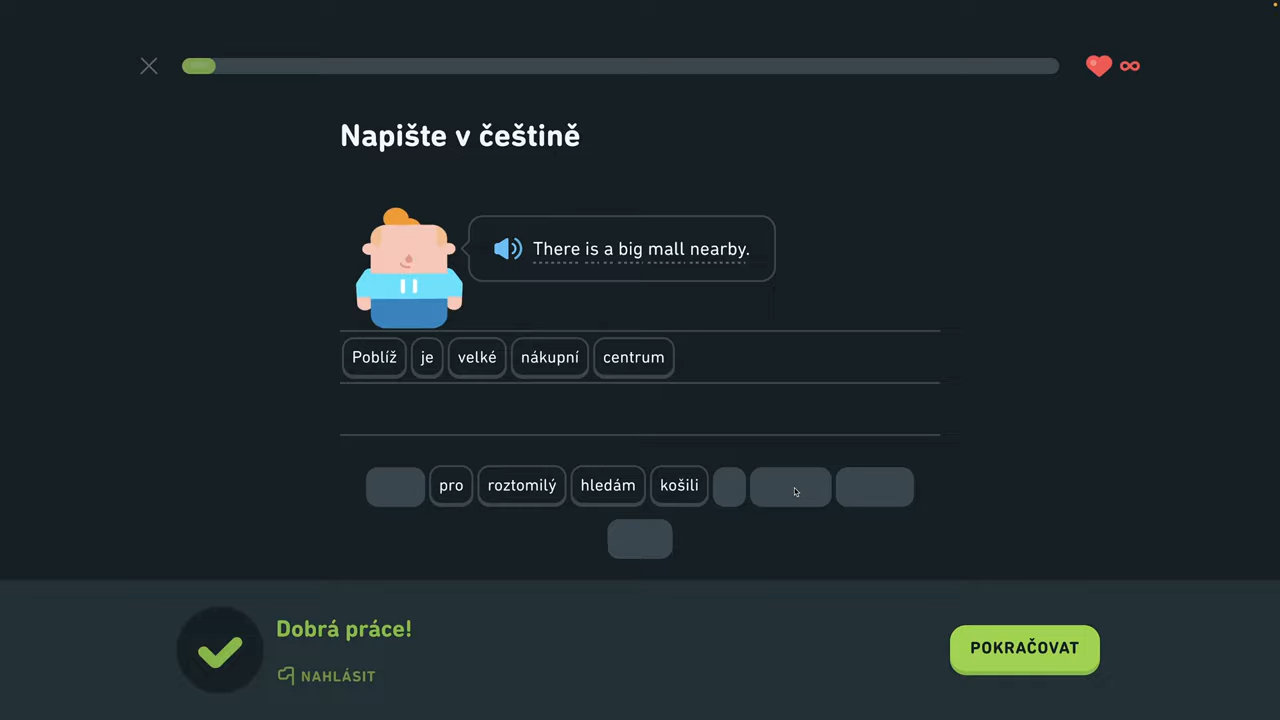 Napište v češtině
There is a big mall nearby.
Poblíž je velké nákupní centrum
pro roztomilý hledám košili
Dobrá práce!
NAHLÁSIT
POKRAČOVAT